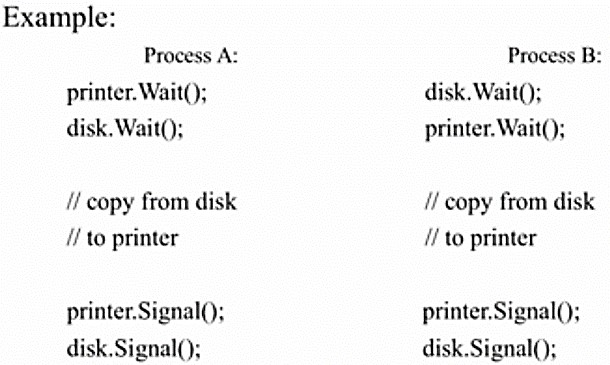 Example:
Process A: Process B:
printer.Wait(); disk.Wait();
disk.Wait(); printer.Wait();
// copy from disk // copy from disk
// to printer // to printer
printer.Signal(); printer.Signal();
disk.Signal(); disk.Signal();